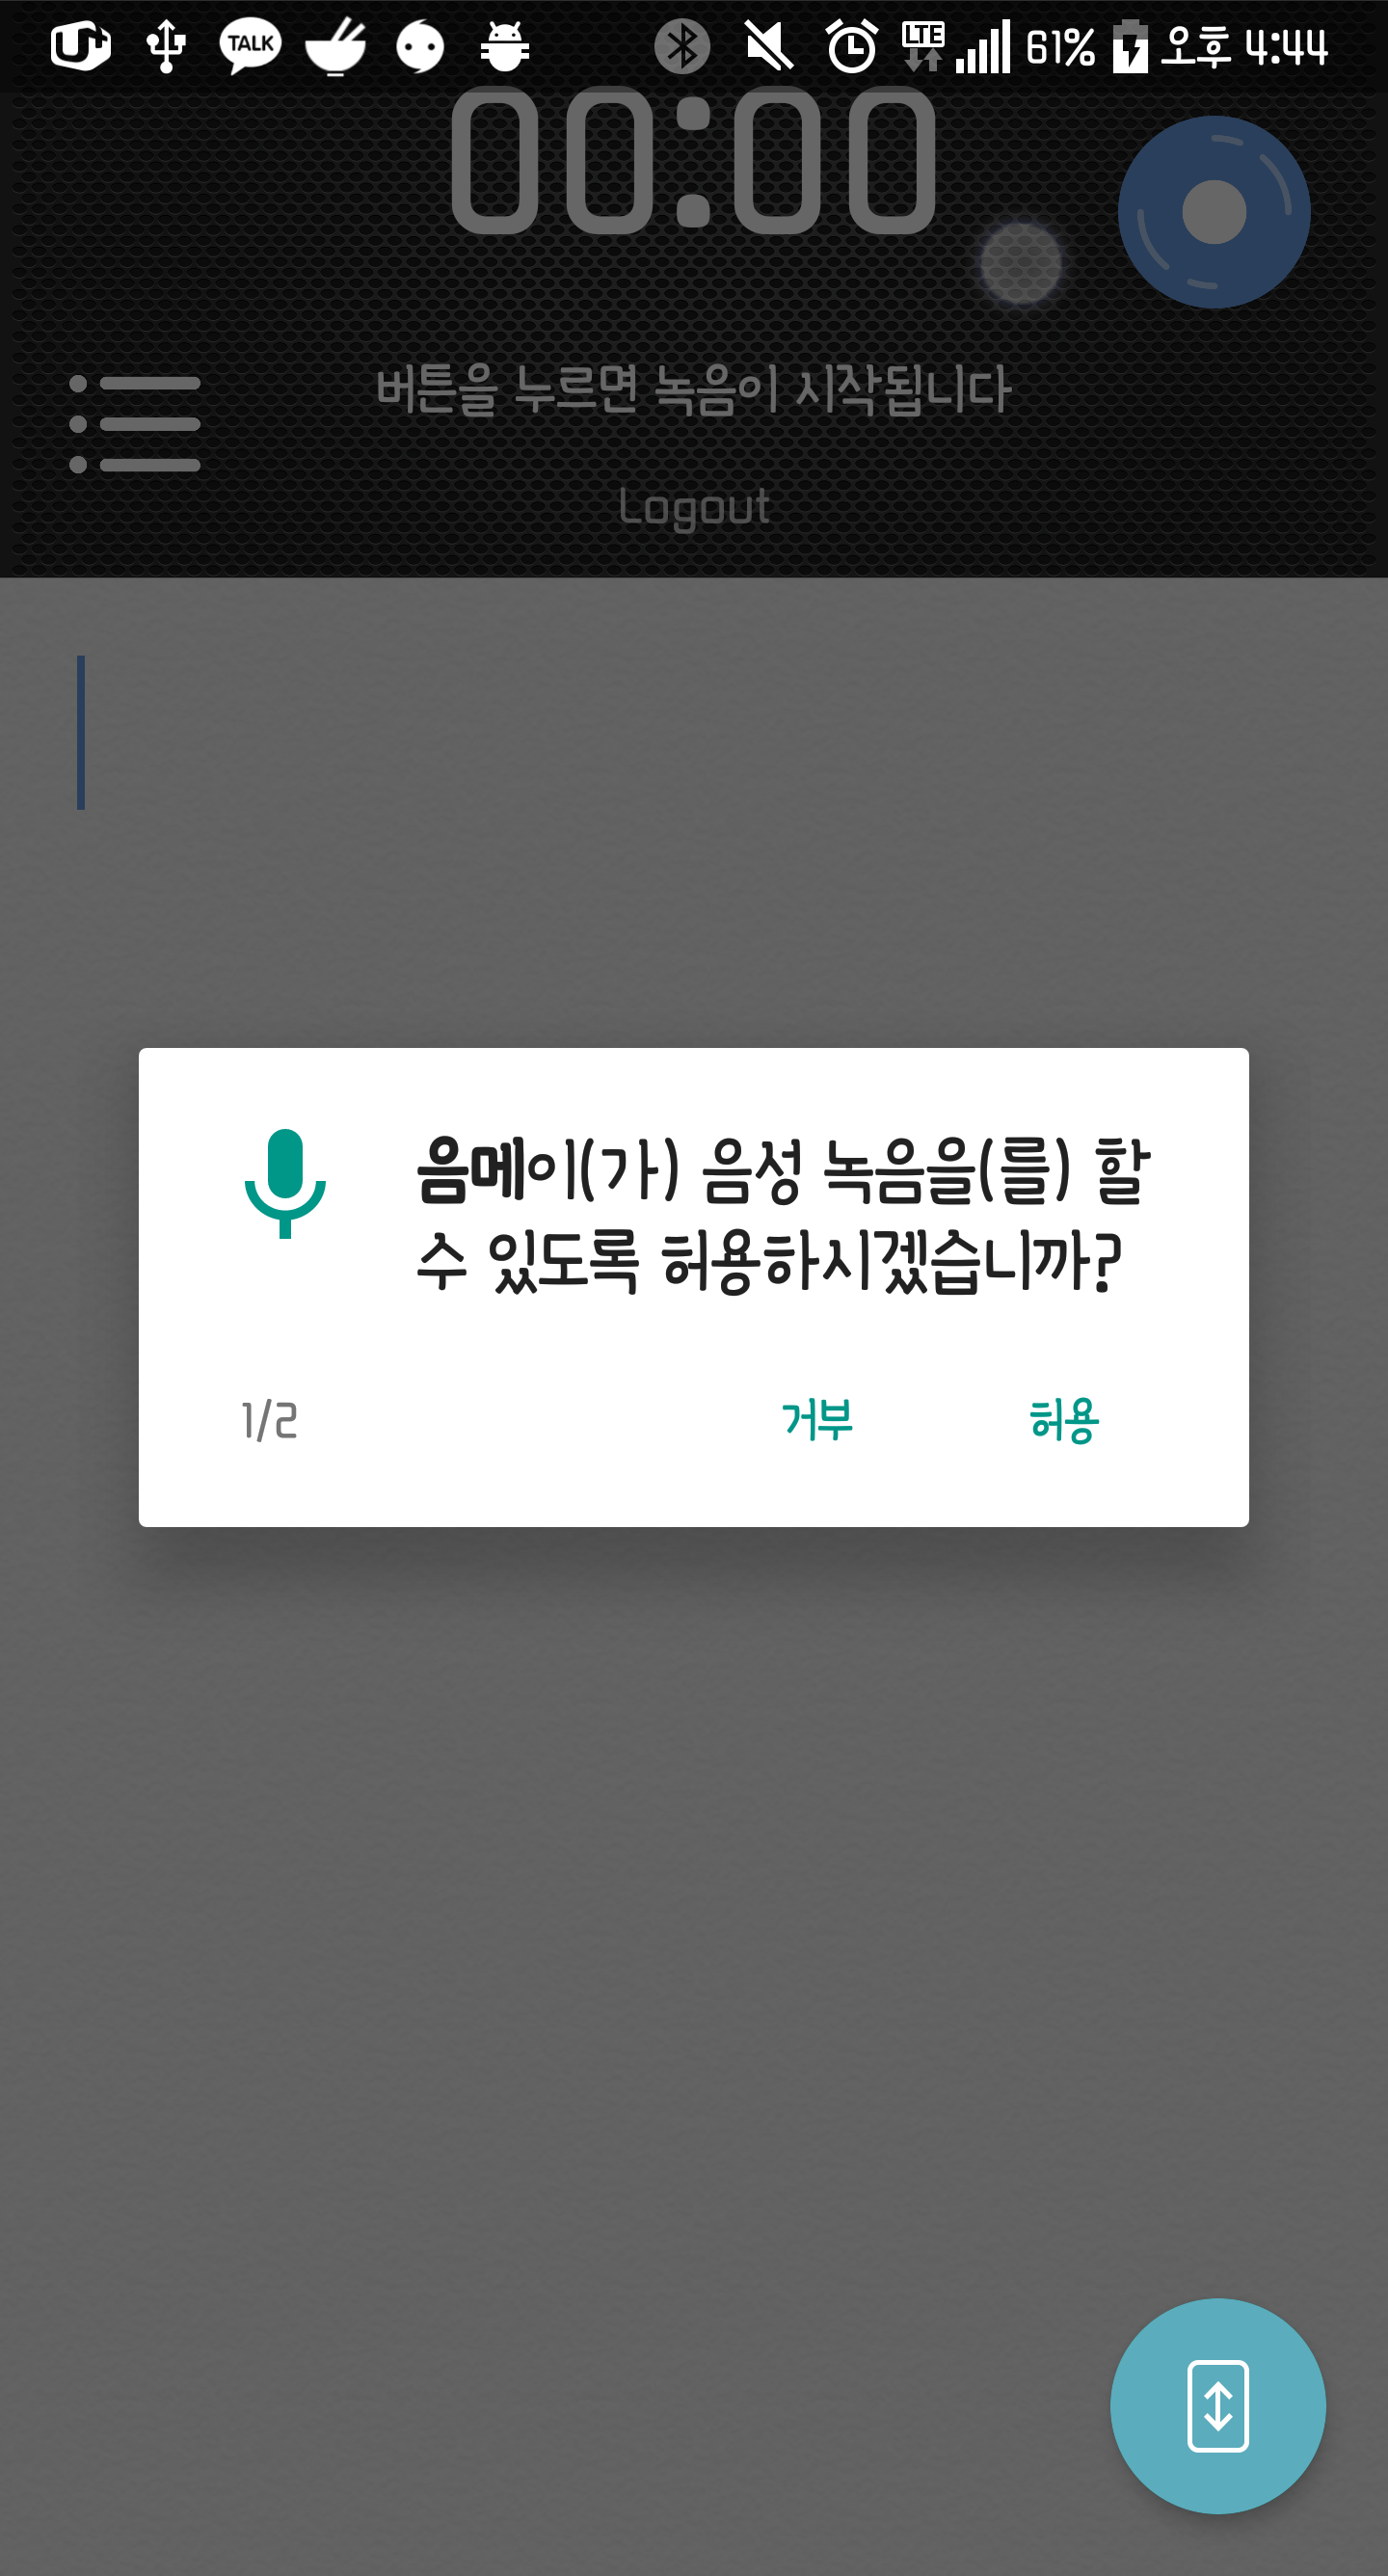 TALK
LTE
61%
오후 4:44
00:00
버튼을 누르면 녹음이 시작됩니다
Logout
음메이(가) 음성 녹음을(를) 할
수 있도록 허용하시겠습니까?
1/2
거부
허용